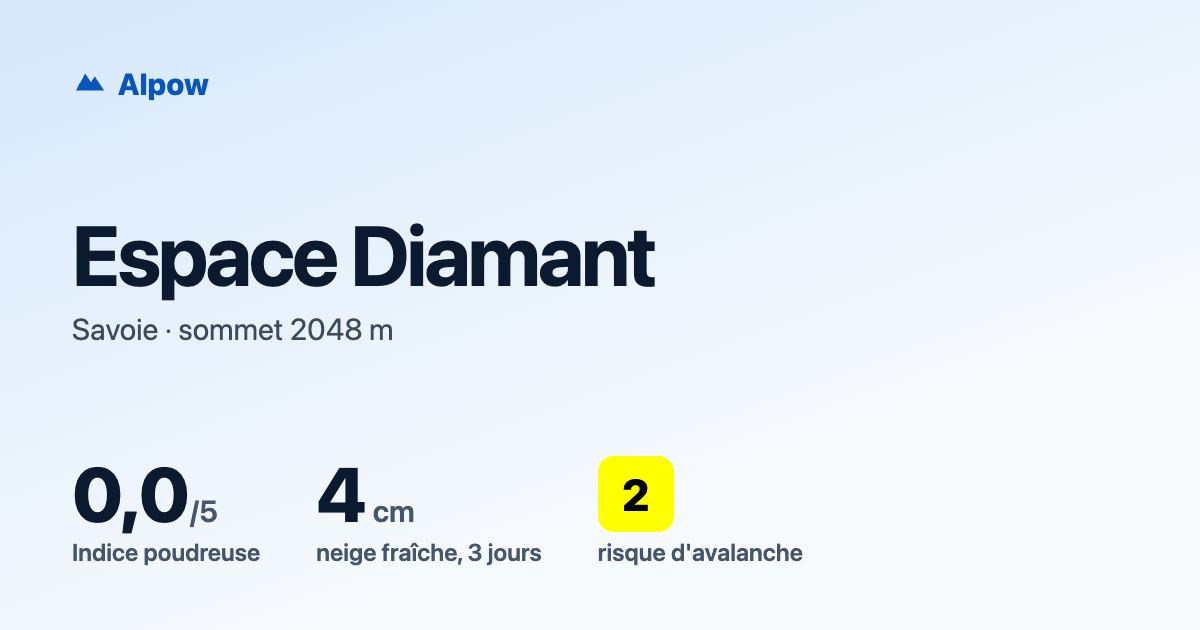 Alpow
Espace Diamant
Savoie · sommet 2048 m
0,0/5
Indice poudreuse
4 cm
neige fraîche, 3 jours
2
risque d'avalanche